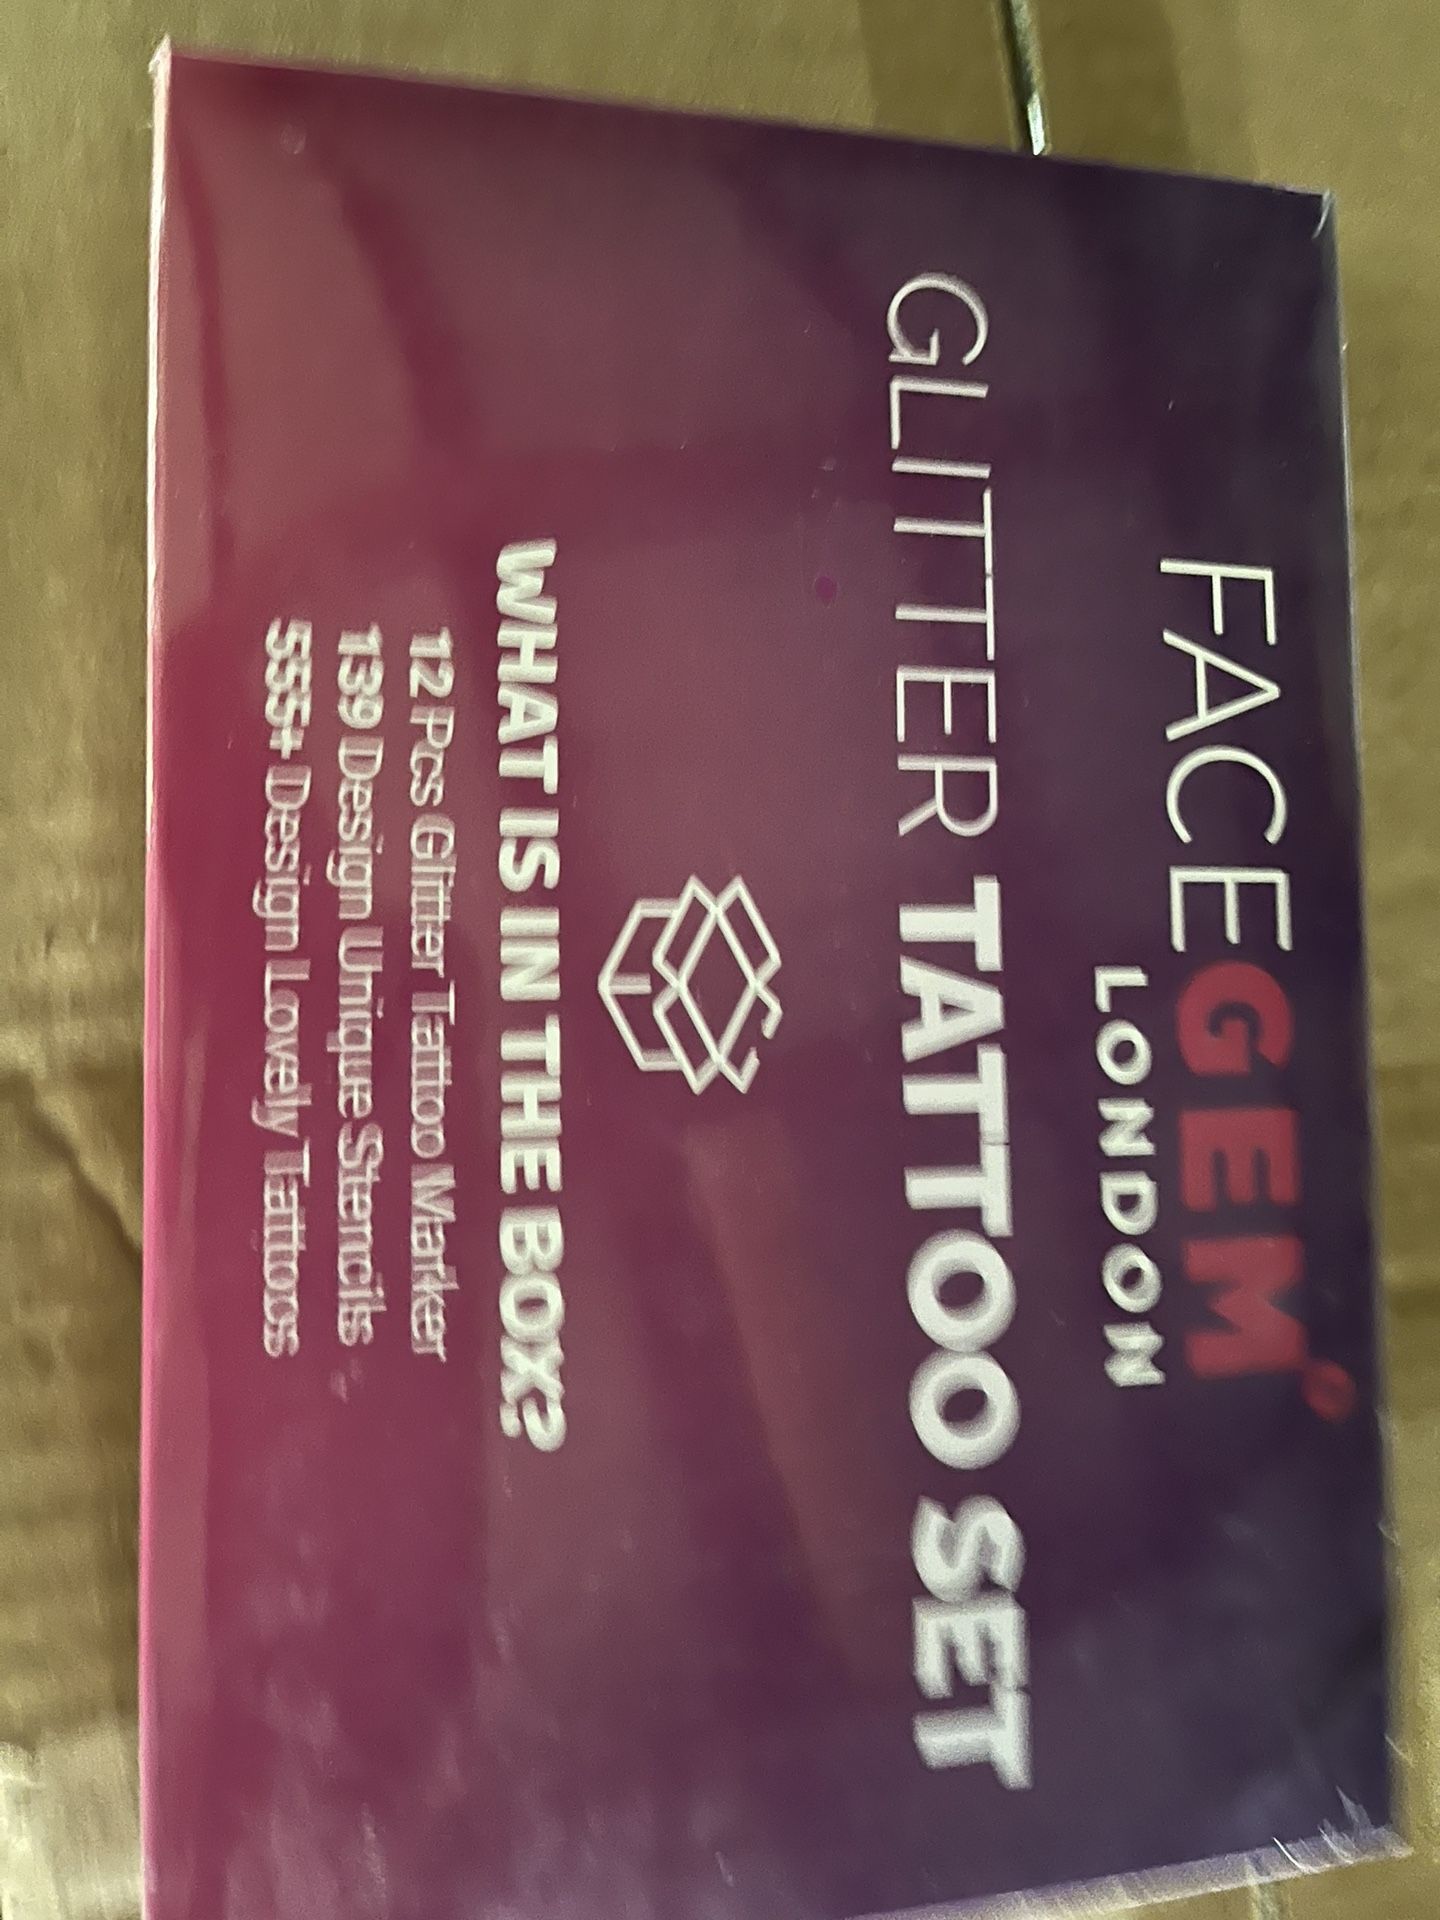 FACEGEM®
LONDON
GLITTER TATTOO SET
WHAT IS IN THE BOX?
12 Pcs Glitter Tattoo Marker
139 Design Unique Stencils
555+ Design Lovely Tattoos